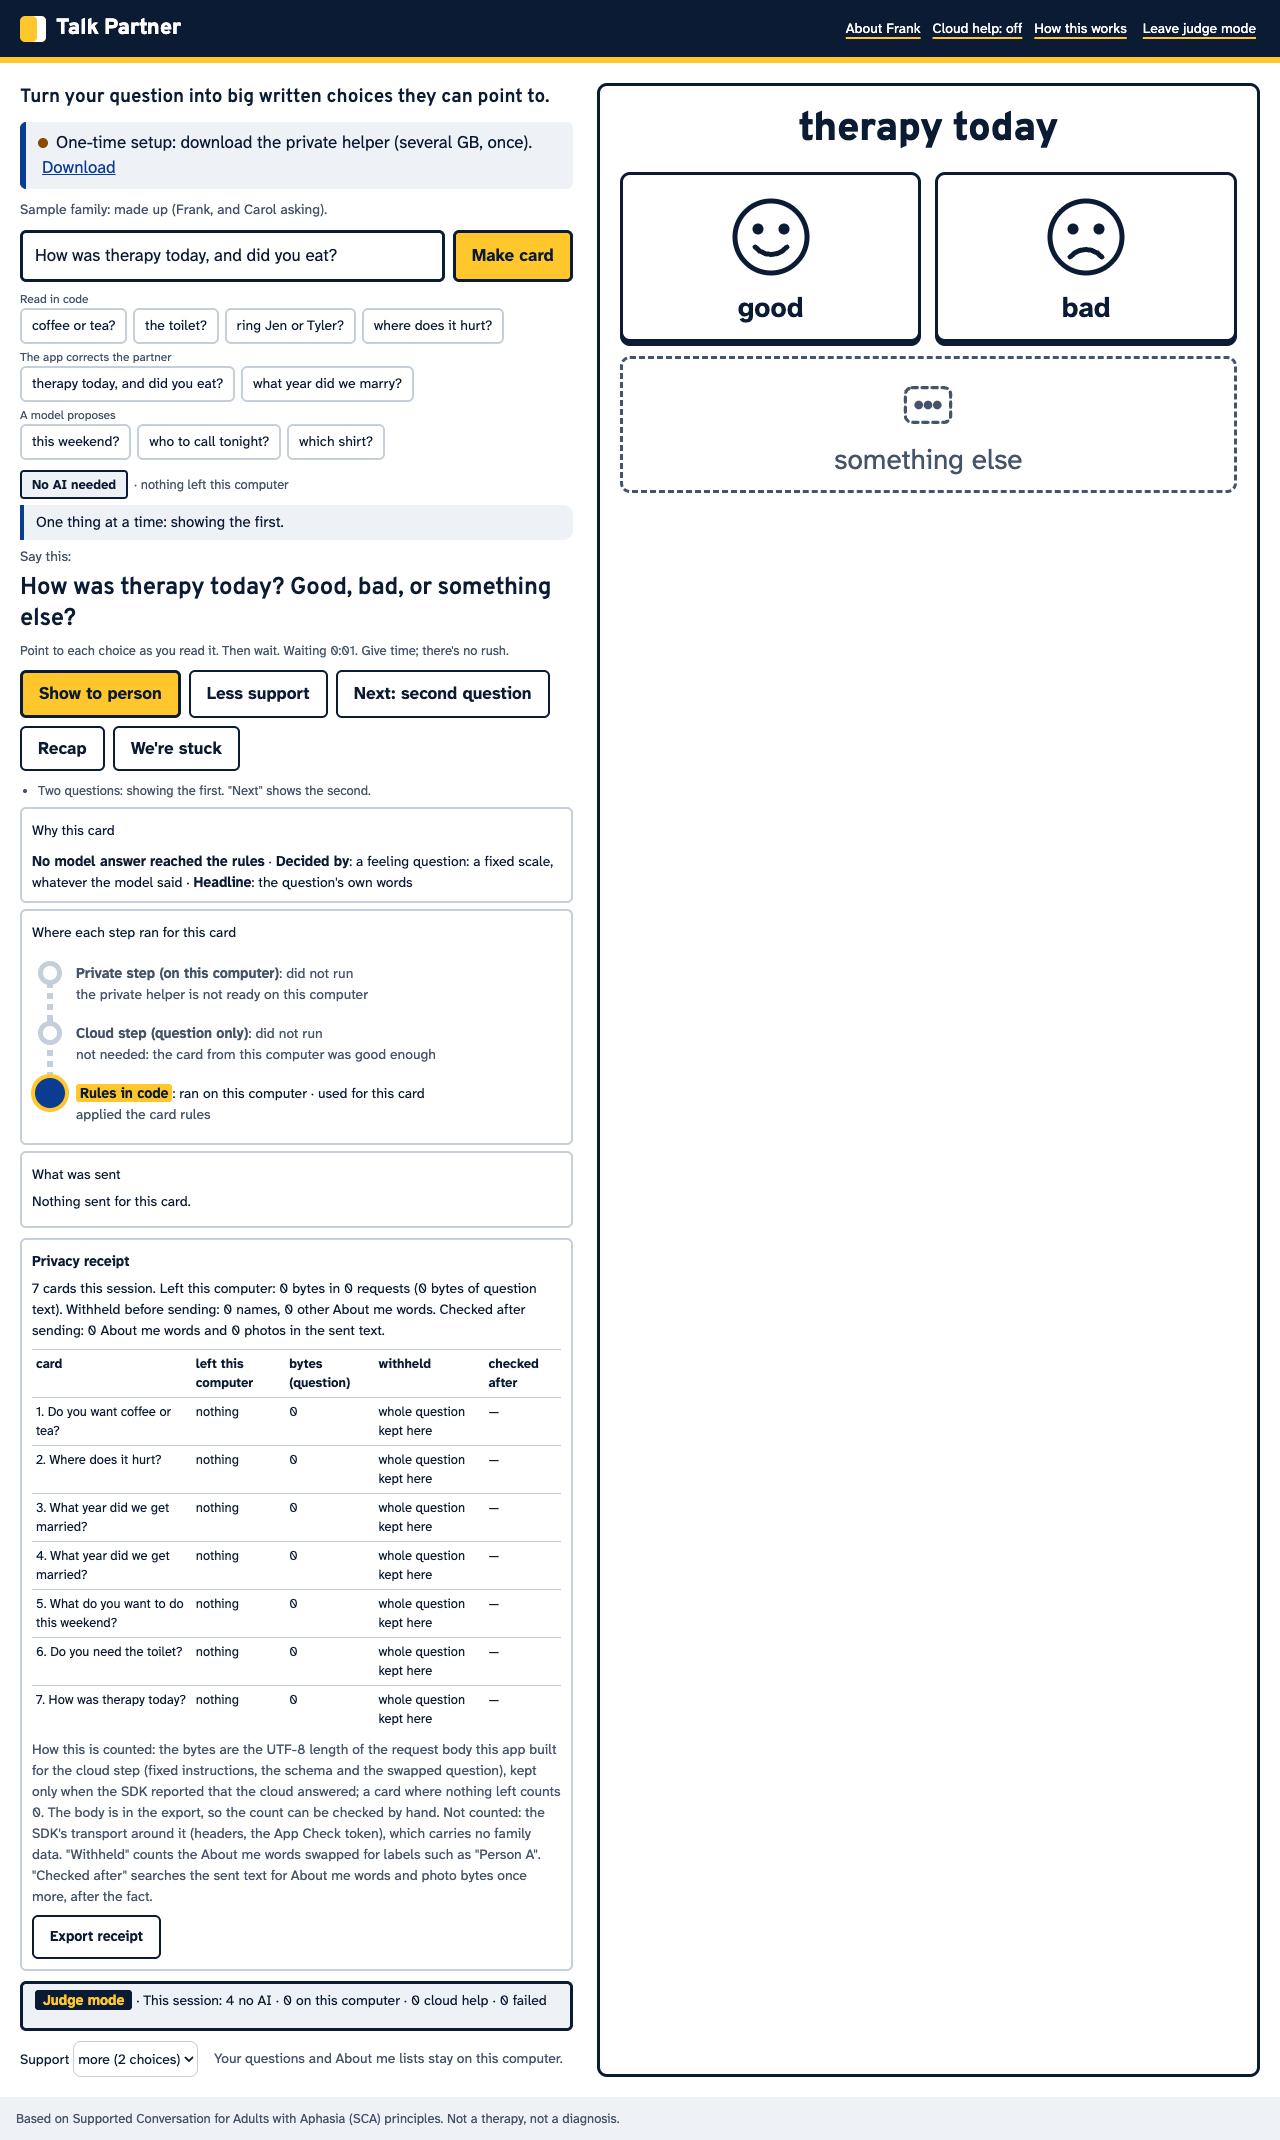 Talk Partner
About Frank Cloud help: off How this works Leave judge mode
Turn your question into big written choices they can point to.
One-time setup: download the private helper (several GB, once).
Download
Sample family: made up (Frank, and Carol asking).
How was therapy today, and did you eat?
Make card
Read in code
coffee or tea? the toilet? ring Jen or Tyler? where does it hurt?
The app corrects the partner
therapy today, and did you eat? what year did we marry?
A model proposes
this weekend? who to call tonight? which shirt?
No AI needed · nothing left this computer
One thing at a time: showing the first.
Say this:
How was therapy today? Good, bad, or something
else?
Point to each choice as you read it. Then wait. Waiting 0:01. Give time; there's no rush.
Show to person Less support Next: second question
Recap We're stuck
• Two questions: showing the first. "Next" shows the second.
Why this card
No model answer reached the rules · Decided by: a feeling question: a fixed scale,
whatever the model said · Headline: the question's own words
Where each step ran for this card
Private step (on this computer): did not run
the private helper is not ready on this computer
Cloud step (question only): did not run
not needed: the card from this computer was good enough
Rules in code: ran on this computer · used for this card
applied the card rules
What was sent
Nothing sent for this card.
Privacy receipt
7 cards this session. Left this computer: 0 bytes in 0 requests (0 bytes of question
text). Withheld before sending: 0 names, 0 other About me words. Checked after
sending: 0 About me words and 0 photos in the sent text.
card left this computer bytes (question) withheld checked after
1. Do you want coffee or tea? nothing 0 whole question kept here —
2. Where does it hurt? nothing 0 whole question kept here —
3. What year did we get married? nothing 0 whole question kept here —
4. What year did we get married? nothing 0 whole question kept here —
5. What do you want to do this weekend? nothing 0 whole question kept here —
6. Do you need the toilet? nothing 0 whole question kept here —
7. How was therapy today? nothing 0 whole question kept here —
How this is counted: the bytes are the UTF-8 length of the request body this app built
for the cloud step (fixed instructions, the schema and the swapped question), kept
only when the SDK reported that the cloud answered; a card where nothing left counts
0. The body is in the export, so the count can be checked by hand. Not counted: the
SDK's transport around it (headers, the App Check token), which carries no family
data. "Withheld" counts the About me words swapped for labels such as "Person A".
"Checked after" searches the sent text for About me words and photo bytes once
more, after the fact.
Export receipt
Judge mode · This session: 4 no AI · 0 on this computer · 0 cloud help · 0 failed
Support more (2 choices) Your questions and About me lists stay on this computer.
therapy today
good
bad
something else
Based on Supported Conversation for Adults with Aphasia (SCA) principles. Not a therapy, not a diagnosis.